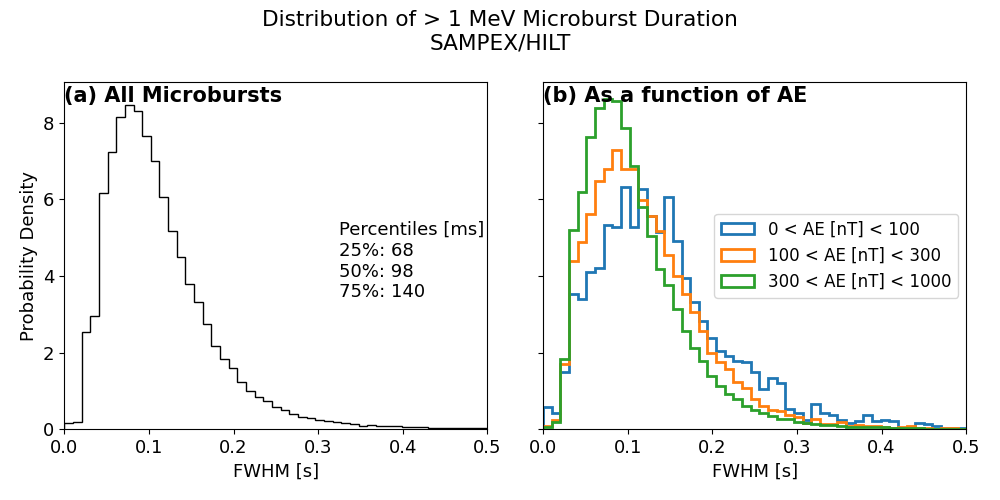 Distribution of > 1 MeV Microburst Duration
SAMPEX/HILT
(a) All Microbursts
Probability Density
8
6
4
2
0
Percentiles [ms]
25%: 68
50%: 98
75%: 140
0.0 0.1 0.2 0.3 0.4 0.5
FWHM [s]
(b) As a function of AE
0 < AE [nT] < 100
100 < AE [nT] < 300
300 < AE [nT] < 1000
0.0 0.1 0.2 0.3 0.4 0.5
FWHM [s]